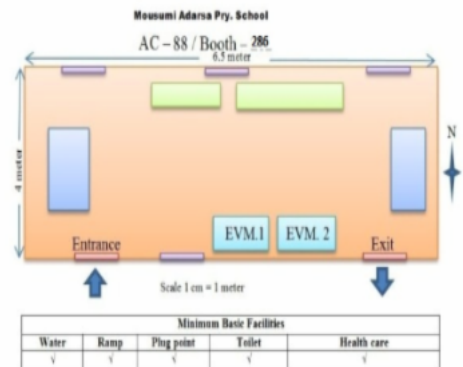 Mousumi Adarsa Pry. School
AC – 88 / Booth – 286
6.5 meter
4 meter
N
EVM.1 EVM. 2
Entrance Exit
Scale 1 cm = 1 meter
Minimum Basic Facilities
Water Ramp Plug point Toilet Health care
√ √ √ √ √